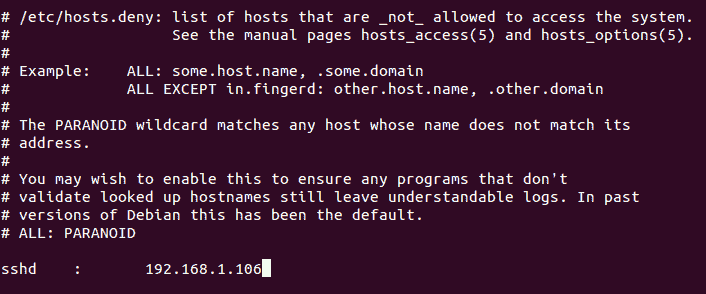 # /etc/hosts.deny: list of hosts that are _not_ allowed to access the system.
#                  See the manual pages hosts_access(5) and hosts_options(5).
#
# Example:    ALL: some.host.name, .some.domain
#             ALL EXCEPT in.fingerd: other.host.name, .other.domain
#
# The PARANOID wildcard matches any host whose name does not match its
# address.
#
# You may wish to enable this to ensure any programs that don't
# validate looked up hostnames still leave understandable logs. In past
# versions of Debian this has been the default.
# ALL: PARANOID

sshd    :       192.168.1.106